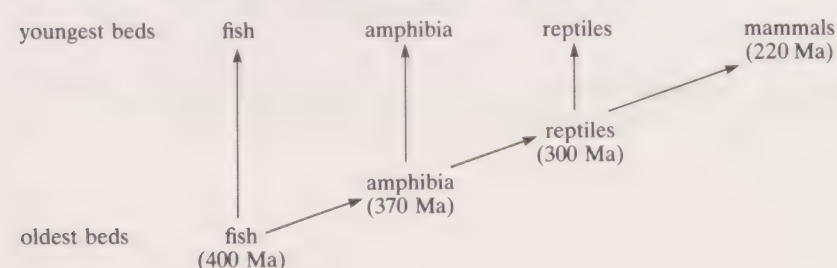 youngest beds fish amphibia reptiles mammals
(220 Ma)
reptiles
(300 Ma)
amphibia
(370 Ma)
oldest beds fish
(400 Ma)